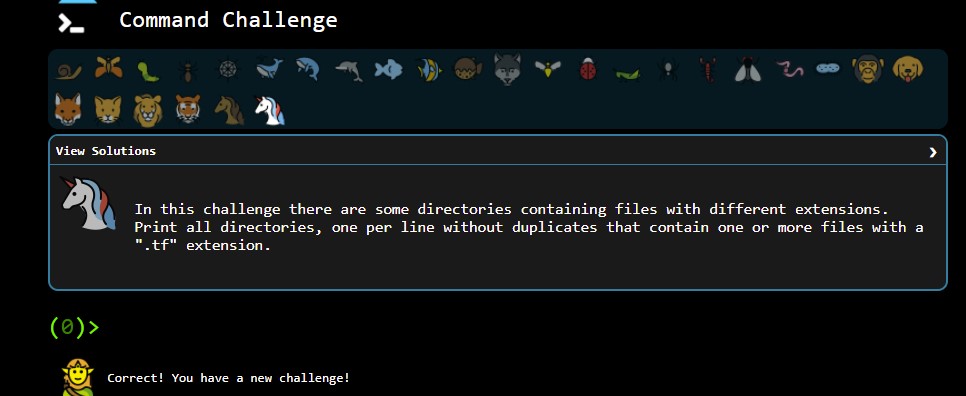 Command Challenge
View Solutions
In this challenge there are some directories containing files with different extensions.
Print all directories, one per line without duplicates that contain one or more files with a
".tf" extension.
(0)>
Correct! You have a new challenge!